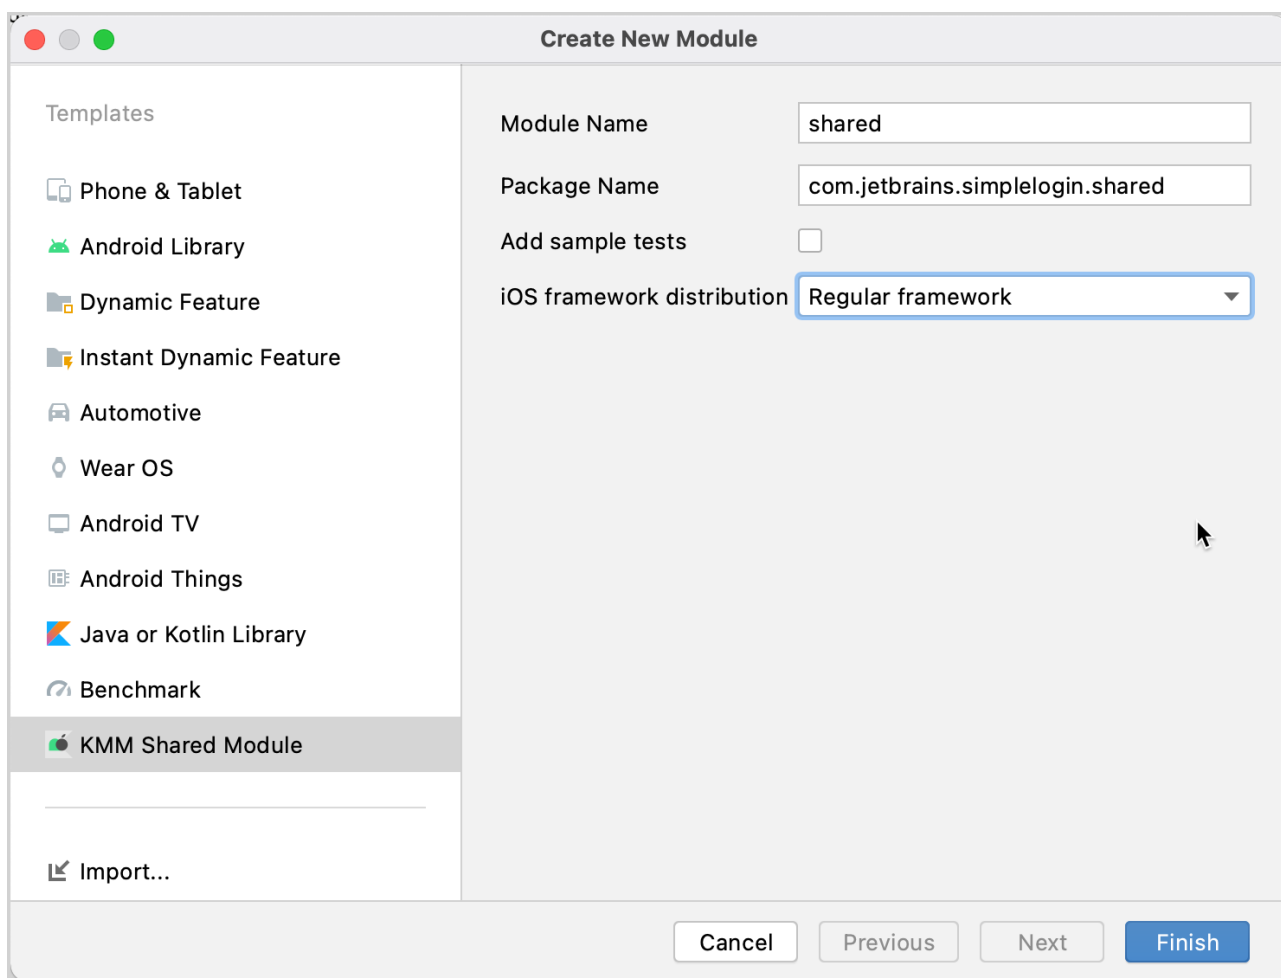 Create New Module
Templates
Phone & Tablet
Android Library
Dynamic Feature
Instant Dynamic Feature
Automotive
Wear OS
Android TV
Android Things
Java or Kotlin Library
Benchmark
KMM Shared Module
Import...
Module Name shared
Package Name com.jetbrains.simplelogin.shared
Add sample tests
iOS framework distribution Regular framework
Cancel Previous Next Finish